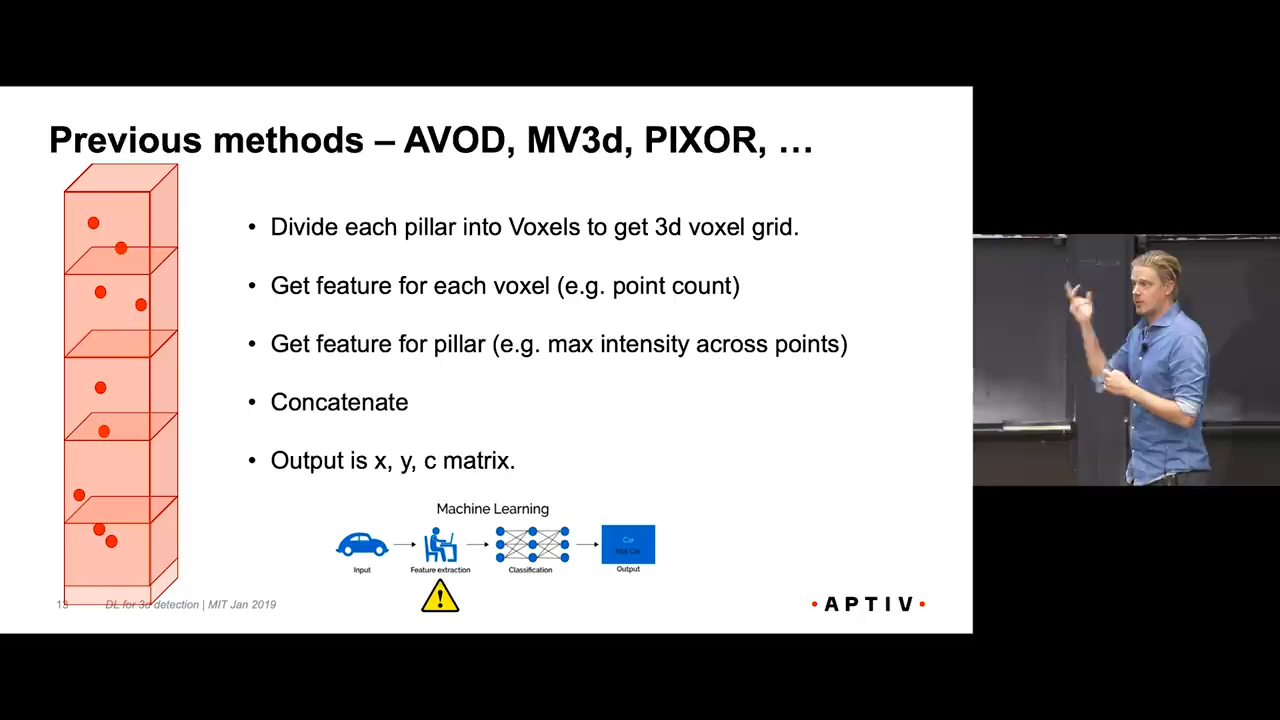 Previous methods – AVOD, MV3d, PIXOR, …
• Divide each pillar into Voxels to get 3d voxel grid.
• Get feature for each voxel (e.g. point count)
• Get feature for pillar (e.g. max intensity across points)
• Concatenate
• Output is x, y, c matrix.
Machine Learning
Car
Not Car
Input
Feature extraction
Classification
Output
13 DL for 3d detection | MIT Jan 2019
• A P T I V •